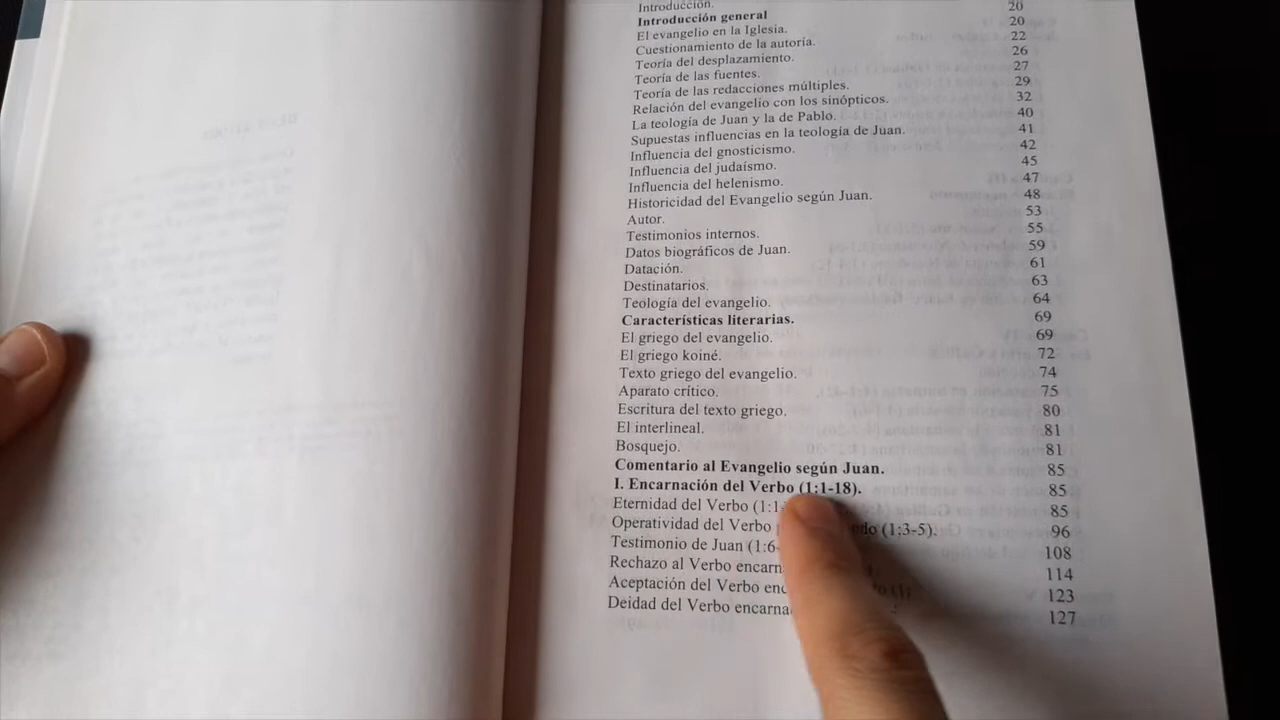 Introducción. 20
Introducción general 20
El evangelio en la Iglesia. 22
Cuestionamiento de la autoría. 26
Teoría del desplazamiento. 27
Teoría de las fuentes. 29
Teoría de las redacciones múltiples. 32
Relación del evangelio con los sinópticos. 40
La teología de Juan y la de Pablo. 41
Supuestas influencias en la teología de Juan. 42
Influencia del gnosticismo. 45
Influencia del judaísmo. 47
Influencia del helenismo. 48
Historicidad del Evangelio según Juan. 53
Autor. 55
Testimonios internos. 59
Datos biográficos de Juan. 61
Datación. 63
Destinatarios. 64
Teología del evangelio. 69
Características literarias. 69
El griego del evangelio. 72
El griego koiné. 74
Texto griego del evangelio. 75
Aparato crítico. 80
Escritura del texto griego. 81
El interlineal. 81
Bosquejo. 85
Comentario al Evangelio según Juan. 85
I. Encarnación del Verbo (1:1-18). 85
Eternidad del Verbo (1:1- 96
Operatividad del Verbo (1:3-5). 108
Testimonio de Juan (1:6- 114
Rechazo al Verbo 123
Aceptación del Verbo 127
Deidad del Verbo